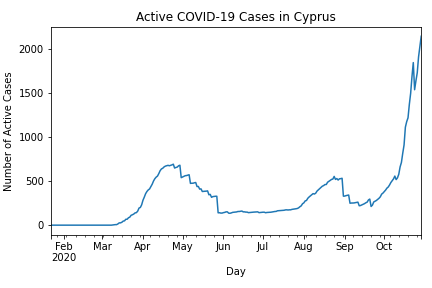 Active COVID-19 Cases in Cyprus
Number of Active Cases
2000
1500
1000
500
0
Feb Mar Apr May Jun Jul Aug Sep Oct
2020
Day